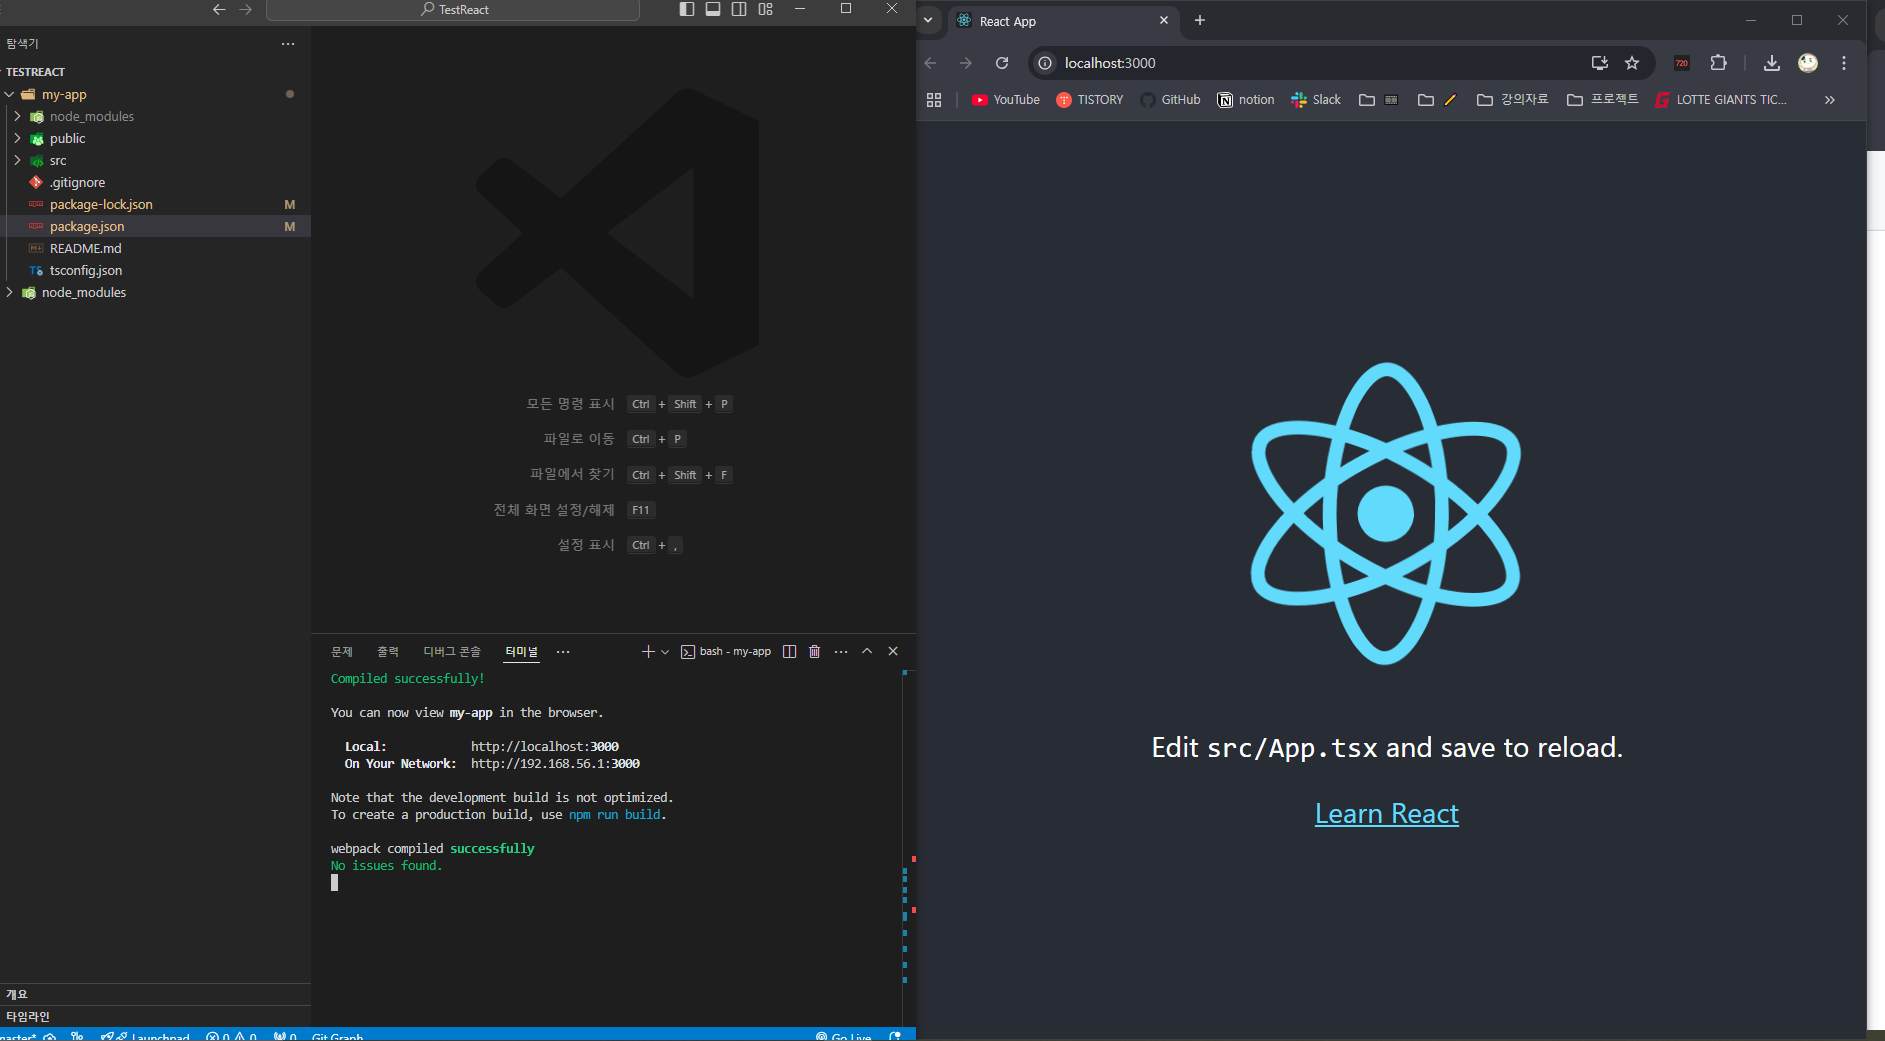 TestReact
탐색기
TESTREACT
my-app
node_modules
public
src
.gitignore
package-lock.json M
package.json M
README.md
tsconfig.json
node_modules
개요
타임라인
모든 명령 표시 Ctrl + Shift + P
파일로 이동 Ctrl + P
파일에서 찾기 Ctrl + Shift + F
전체 화면 설정/해제 F11
설정 표시 Ctrl + ,
문제 출력 디버그 콘솔 터미널 bash - my-app
Compiled successfully!
You can now view my-app in the browser.
Local: http://localhost:3000
On Your Network: http://192.168.56.1:3000
Note that the development build is not optimized.
To create a production build, use npm run build.
webpack compiled successfully
No issues found.
master* Launchpad 0 0 0 Git Graph Go Live
React App
localhost:3000
720
YouTube TISTORY GitHub notion Slack 강의자료 프로젝트 LOTTE GIANTS TIC...
Edit src/App.tsx and save to reload.
Learn React